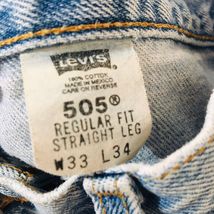 Levi's
100% COTTON
MADE IN MEXICO
CARE ON REVERSE
505®
REGULAR FIT
STRAIGHT LEG
W33 L34